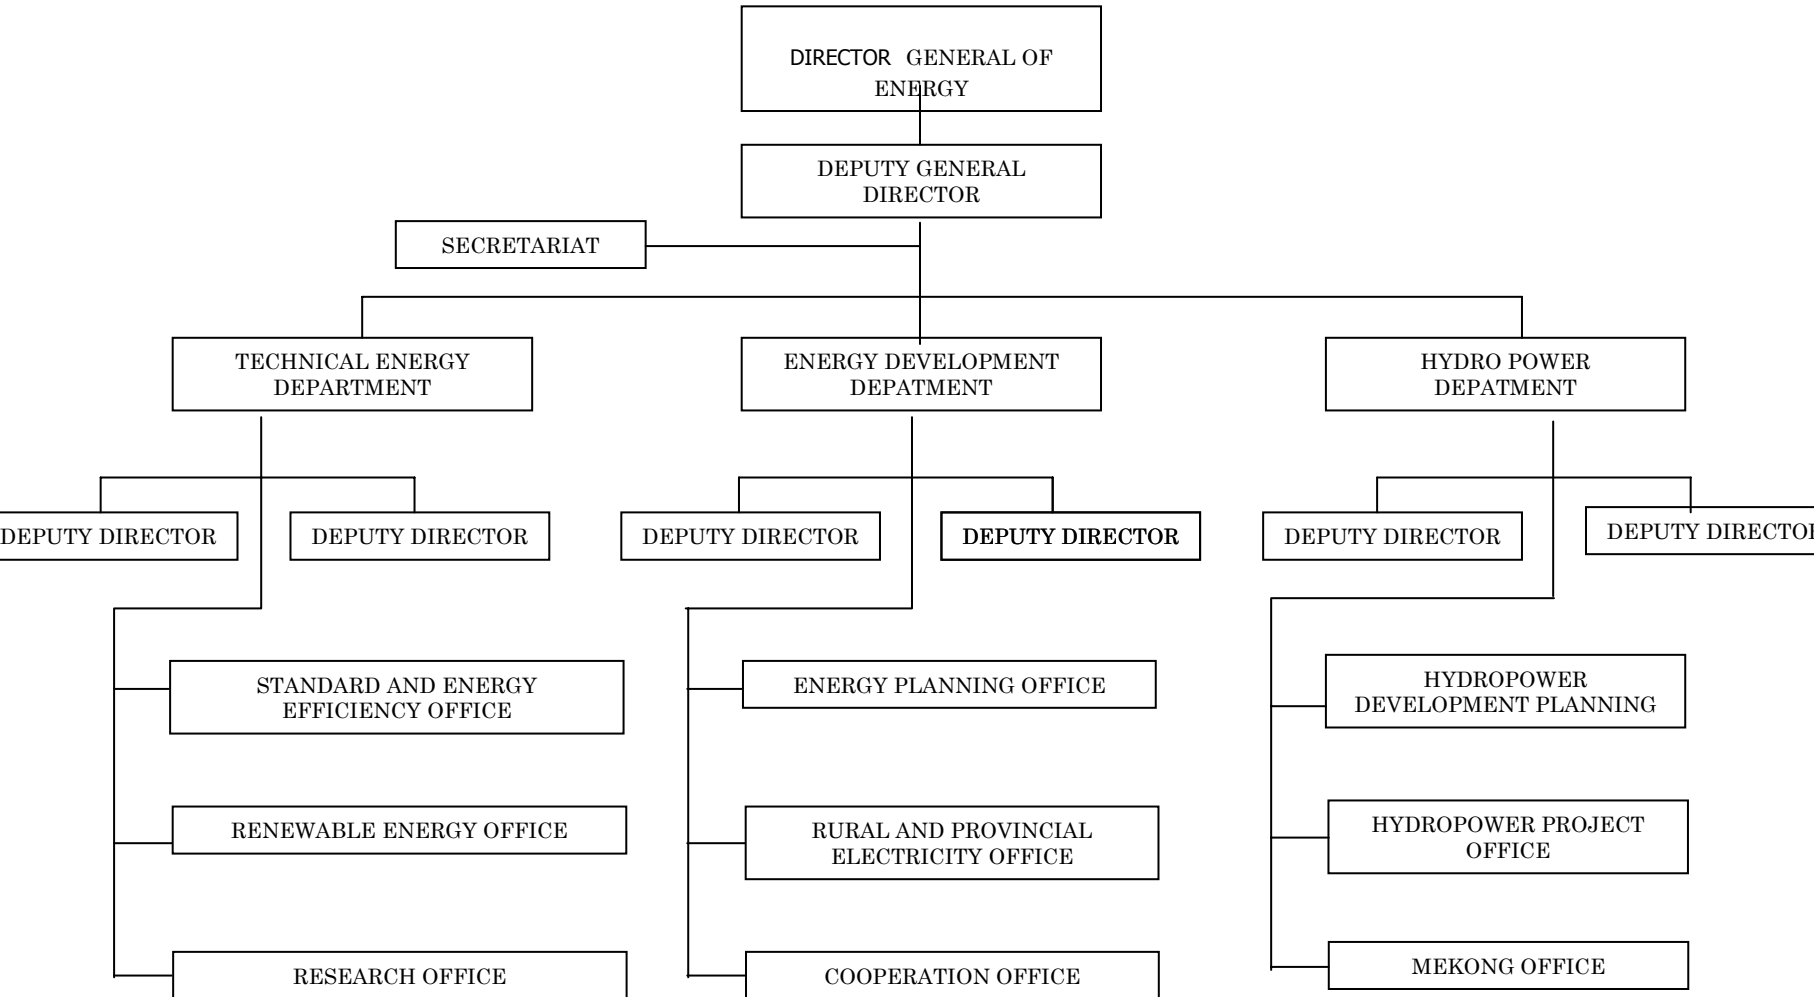 DIRECTOR GENERAL OF
ENERGY
DEPUTY GENERAL
DIRECTOR
SECRETARIAT
TECHNICAL ENERGY
DEPARTMENT
ENERGY DEVELOPMENT
DEPATMENT
HYDRO POWER
DEPATMENT
DEPUTY DIRECTOR
DEPUTY DIRECTOR
DEPUTY DIRECTOR
DEPUTY DIRECTOR
DEPUTY DIRECTOR
DEPUTY DIRECTOR
STANDARD AND ENERGY
EFFICIENCY OFFICE
ENERGY PLANNING OFFICE
HYDROPOWER
DEVELOPMENT PLANNING
RENEWABLE ENERGY OFFICE
RURAL AND PROVINCIAL
ELECTRICITY OFFICE
HYDROPOWER PROJECT
OFFICE
RESEARCH OFFICE
COOPERATION OFFICE
MEKONG OFFICE